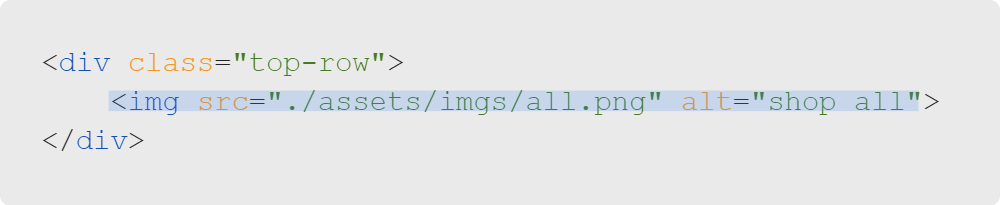 <div class="top-row">
<img src="./assets/imgs/all.png" alt="shop all">
</div>